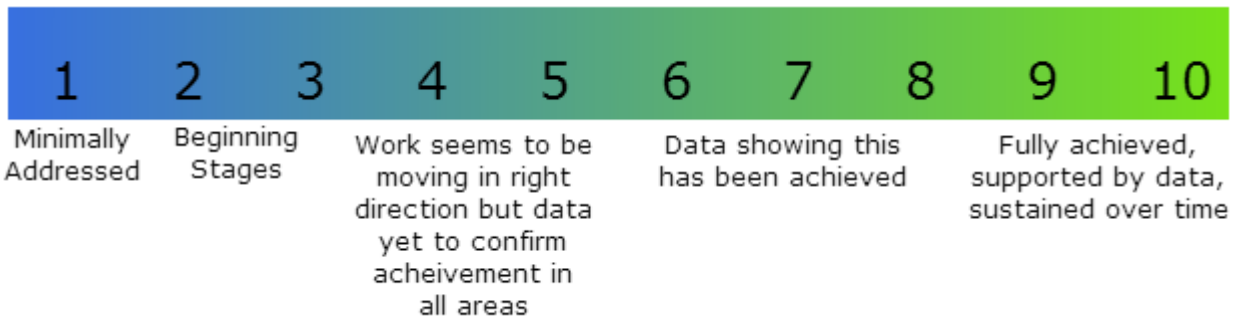 1 2 3 4 5 6 7 8 9 10
Minimally
Addressed
Beginning
Stages
Work seems to be
moving in right
direction but data
yet to confirm
acheivement in
all areas
Data showing this
has been achieved
Fully achieved,
supported by data,
sustained over time